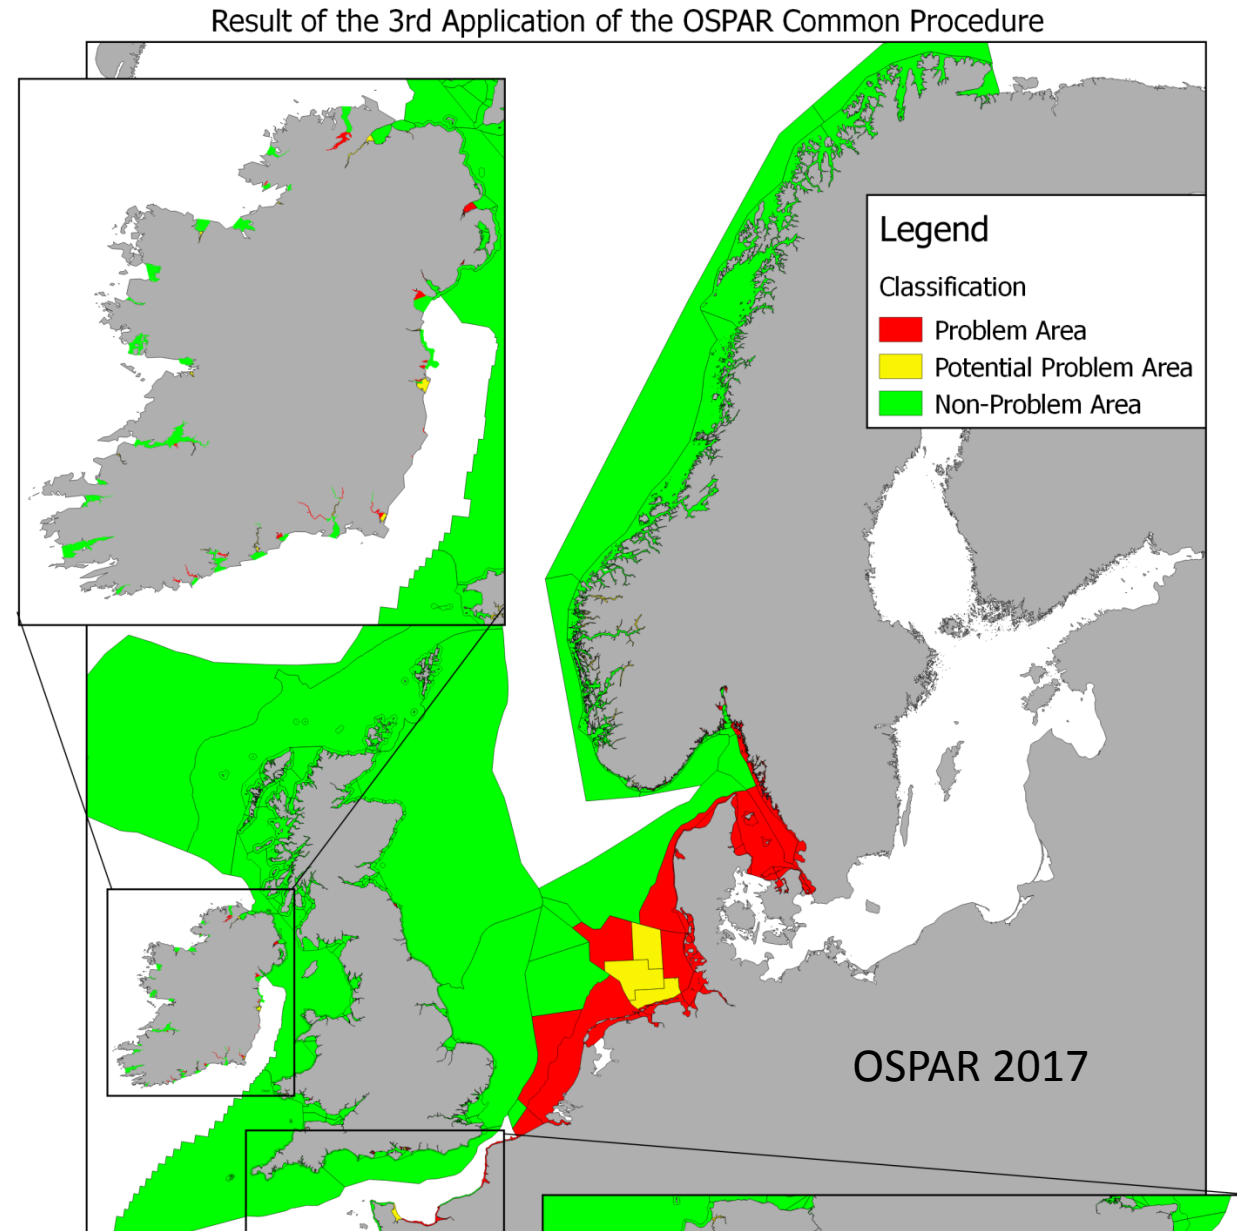 Result of the 3rd Application of the OSPAR Common Procedure
Legend
Classification
Problem Area
Potential Problem Area
Non-Problem Area
OSPAR 2017